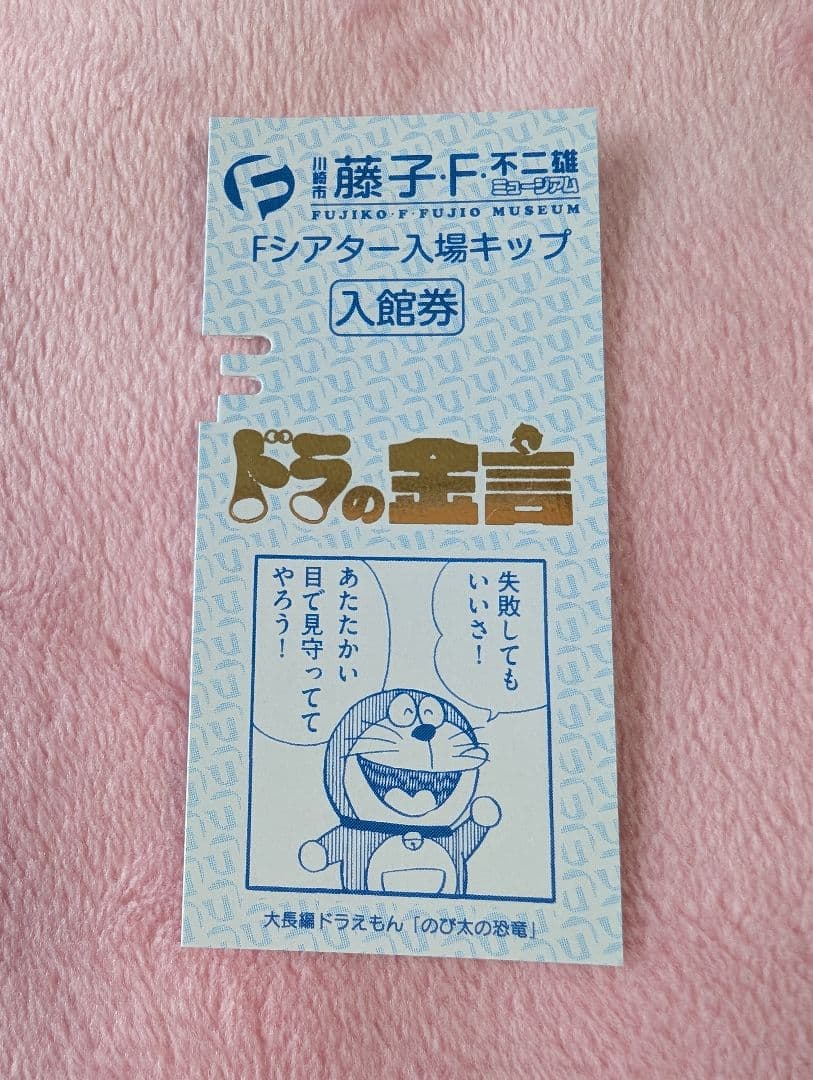 川崎市
藤子・F・不二雄
ミュージアム
FUJIKO・F・FUJIO MUSEUM
Fシアター入場キップ
入館券
ドラの金言
失敗しても
いいさ！
あたたかい
目で見守ってて
やろう！
大長編ドラえもん「のび太の恐竜」